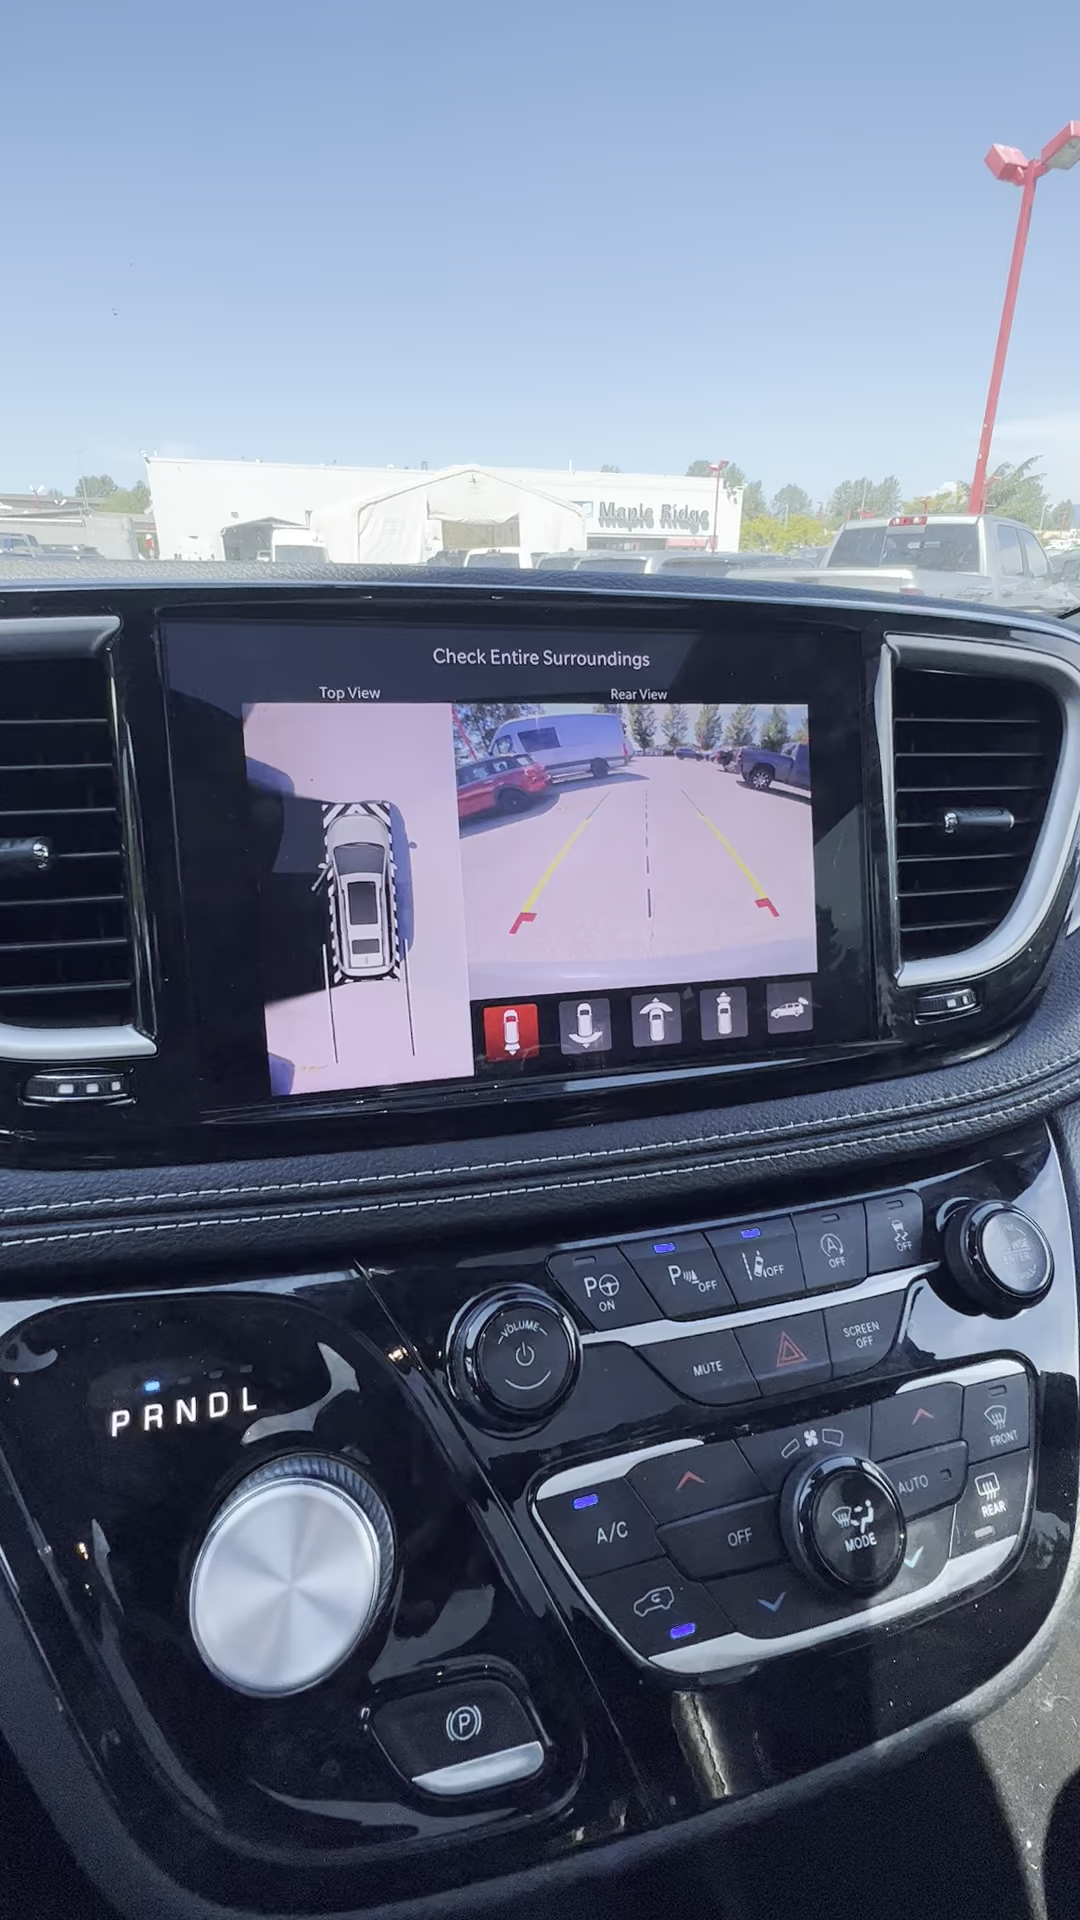 Maple Ridge
Check Entire Surroundings
Top View
Rear View
P ON
P OFF
OFF
OFF
OFF
ENTER
VOLUME
MUTE
SCREEN OFF
PRNDL
FRONT
AUTO
A/C
OFF
MODE
REAR
P